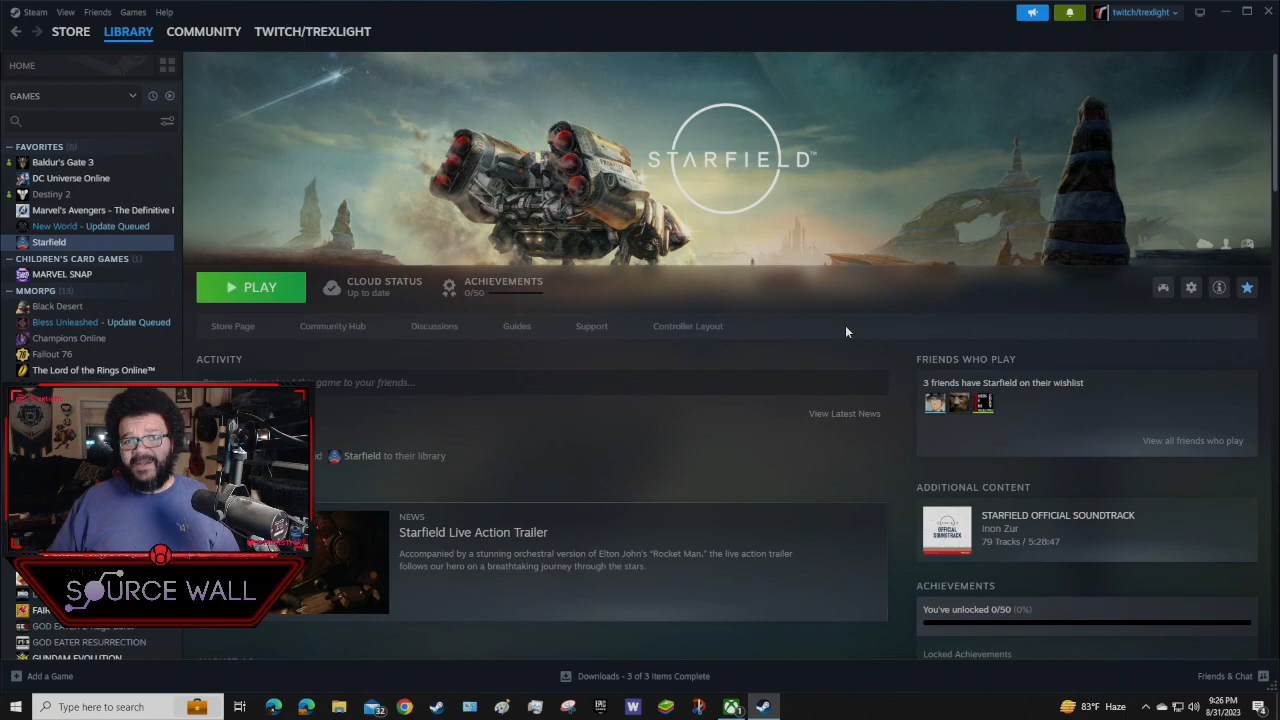 Steam View Friends Games Help
twitch/trexlight
STORE LIBRARY COMMUNITY TWITCH/TREXLIGHT
HOME
GAMES
FAVORITES (6)
Baldur's Gate 3
DC Universe Online
Destiny 2
Marvel's Avengers - The Definitive E
New World - Update Queued
Starfield
CHILDREN'S CARD GAMES (1)
MARVEL SNAP
MMORPG (13)
Black Desert
Bless Unleashed - Update Queued
Champions Online
Fallout 76
The Lord of the Rings Online™
STARFIELD™
PLAY
CLOUD STATUS
Up to date
ACHIEVEMENTS
0/50
Store Page Community Hub Discussions Guides Support Controller Layout
ACTIVITY
this game to your friends...
View Latest News
Starfield to their library
NEWS
Starfield Live Action Trailer
Accompanied by a stunning orchestral version of Elton John's "Rocket Man," the live action trailer
follows our hero on a breathtaking journey through the stars.
FRIENDS WHO PLAY
3 friends have Starfield on their wishlist
View all friends who play
ADDITIONAL CONTENT
STARFIELD OFFICIAL SOUNDTRACK
Inon Zur
79 Tracks / 5:28:47
ACHIEVEMENTS
You've unlocked 0/50 (0%)
Locked Achievements
SOURCE WALL
GOD EATER RESURRECTION
GUNDAM EVOLUTION
Add a Game
Downloads - 3 of 3 Items Complete
Friends & Chat
Type here to search
83°F Haze
9:26 PM
8/31/2023